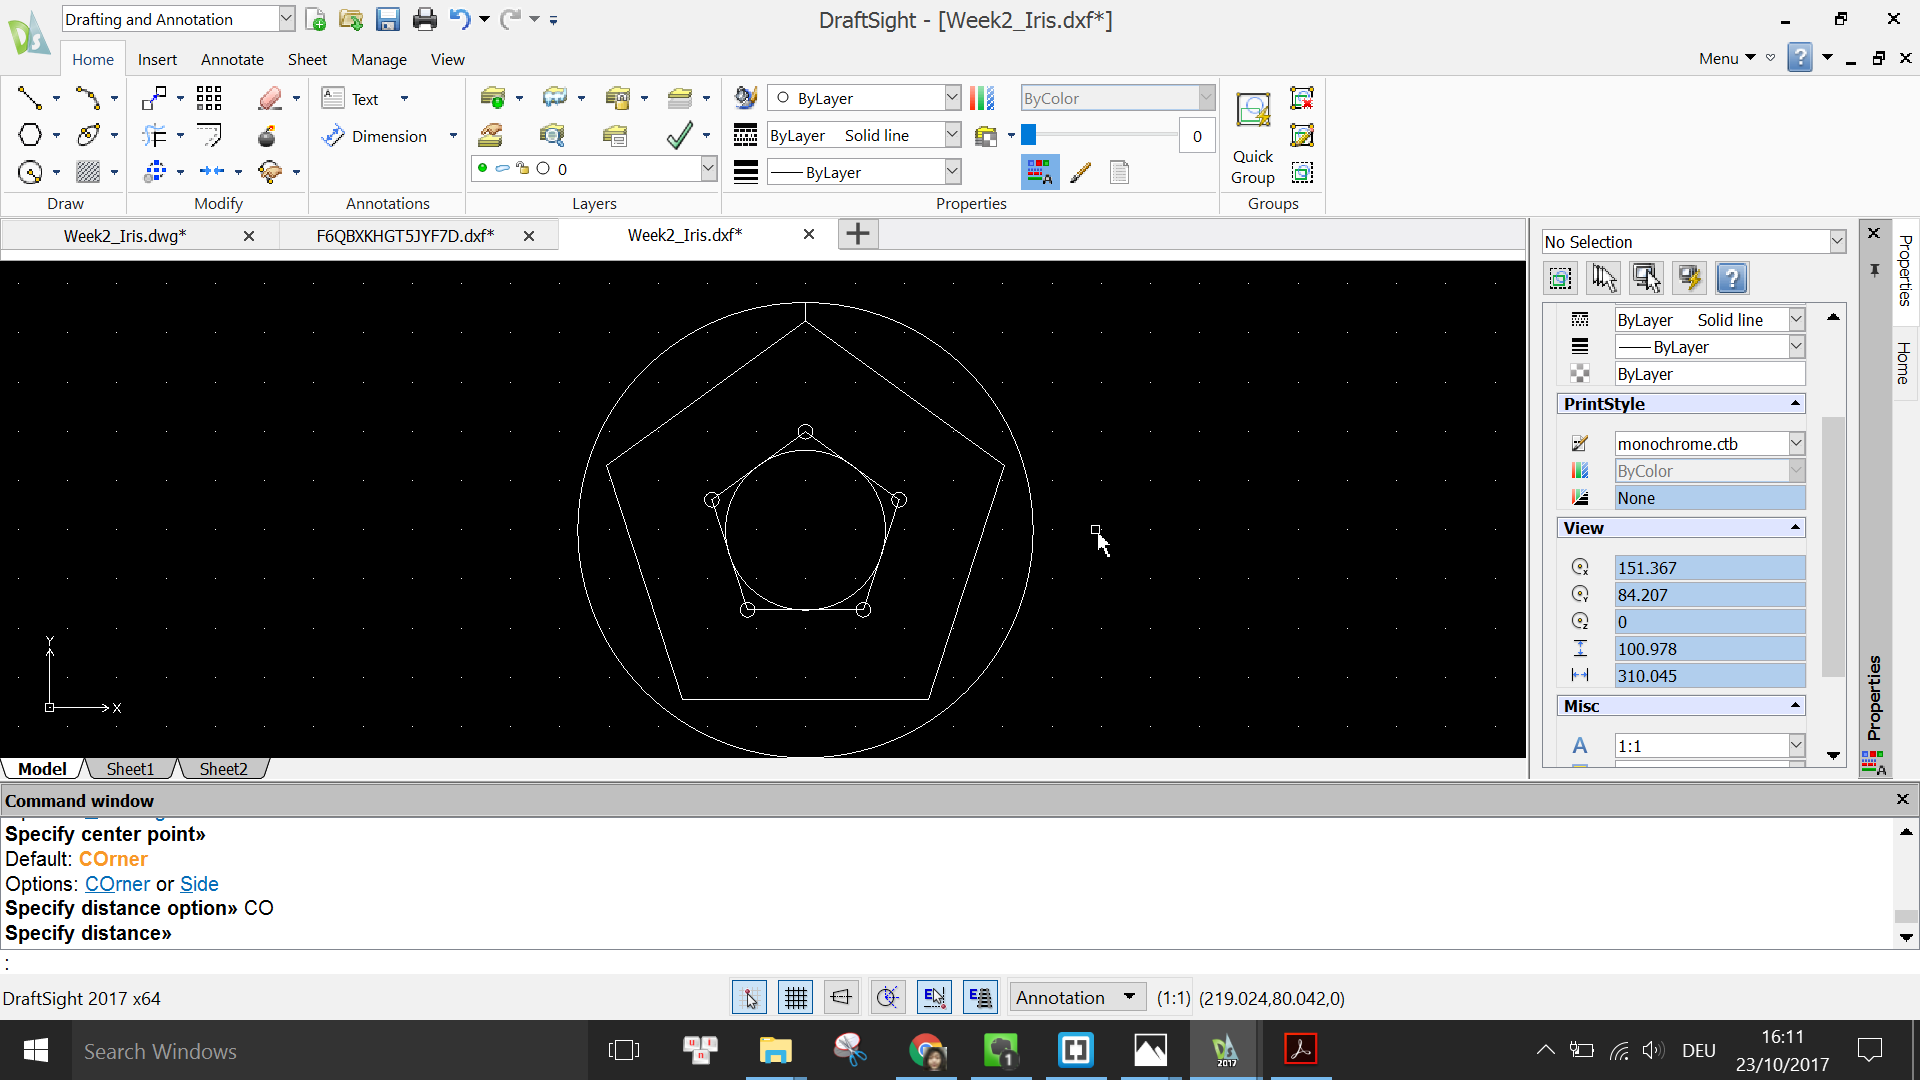 Drafting and Annotation
DraftSight - [Week2_Iris.dxf*]
Home Insert Annotate Sheet Manage View
Menu
Text
ByLayer
ByColor
Dimension
ByLayer Solid line
0
0
ByLayer
Quick
Group
Draw Modify Annotations Layers Properties Groups
Week2_Iris.dwg*
F6QBXKHGT5JYF7D.dxf*
Week2_Iris.dxf*
No Selection
Properties
Home
ByLayer Solid line
ByLayer
ByLayer
PrintStyle
monochrome.ctb
ByColor
None
View
151.367
84.207
0
100.978
310.045
Misc
1:1
Properties
Y
X
Model Sheet1 Sheet2
Command window
Specify center point»
Default: COrner
Options: COrner or Side
Specify distance option» CO
Specify distance»
:
DraftSight 2017 x64
Annotation (1:1) (219.024,80.042,0)
Search Windows
u n i
1
DS 2017
DEU
16:11
23/10/2017